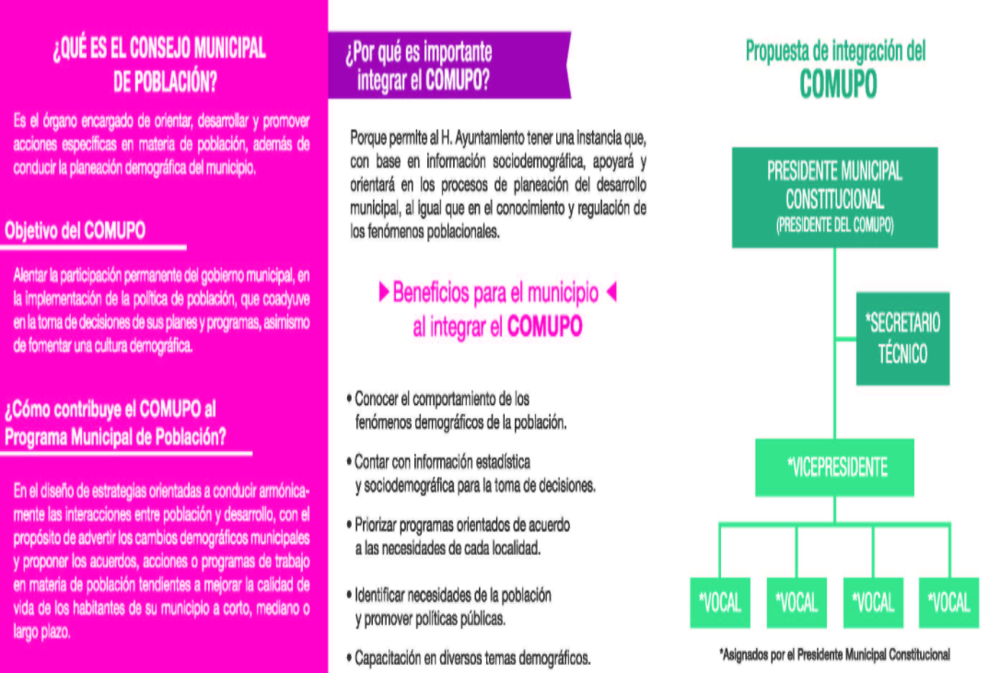 ¿QUÉ ES EL CONSEJO MUNICIPAL
DE POBLACIÓN?
Es el órgano encargado de orientar, desarrollar y promover
acciones específicas en materia de población, además de
conducir la planeación demográfica del municipio.
Objetivo del COMUPO
Alentar la participación permanente del gobierno municipal, en
la implementación de la política de población, que coadyuve
en la toma de decisiones de sus planes y programas, asimismo
de fomentar una cultura demográfica.
¿Cómo contribuye el COMUPO al
Programa Municipal de Población?
En el diseño de estrategias orientadas a conducir armónica-
mente las interacciones entre población y desarrollo, con el
propósito de advertir los cambios demográficos municipales
y proponer los acuerdos, acciones o programas de trabajo
en materia de población tendientes a mejorar la calidad de
vida de los habitantes de su municipio a corto, mediano o
largo plazo.
¿Por qué es importante
integrar el COMUPO?
Porque permite al H. Ayuntamiento tener una instancia que,
con base en información sociodemográfica, apoyará y
orientará en los procesos de planeación del desarrollo
municipal, al igual que en el conocimiento y regulación de
los fenómenos poblacionales.
Beneficios para el municipio
al integrar el COMUPO
• Conocer el comportamiento de los
fenómenos demográficos de la población.
• Contar con información estadística
y sociodemográfica para la toma de decisiones.
• Priorizar programas orientados de acuerdo
a las necesidades de cada localidad.
• Identificar necesidades de la población
y promover políticas públicas.
• Capacitación en diversos temas demográficos.
Propuesta de integración del
COMUPO
PRESIDENTE MUNICIPAL
CONSTITUCIONAL
(PRESIDENTE DEL COMUPO)
*SECRETARIO
TÉCNICO
*VICEPRESIDENTE
*VOCAL *VOCAL *VOCAL *VOCAL
*Asignados por el Presidente Municipal Constitucional